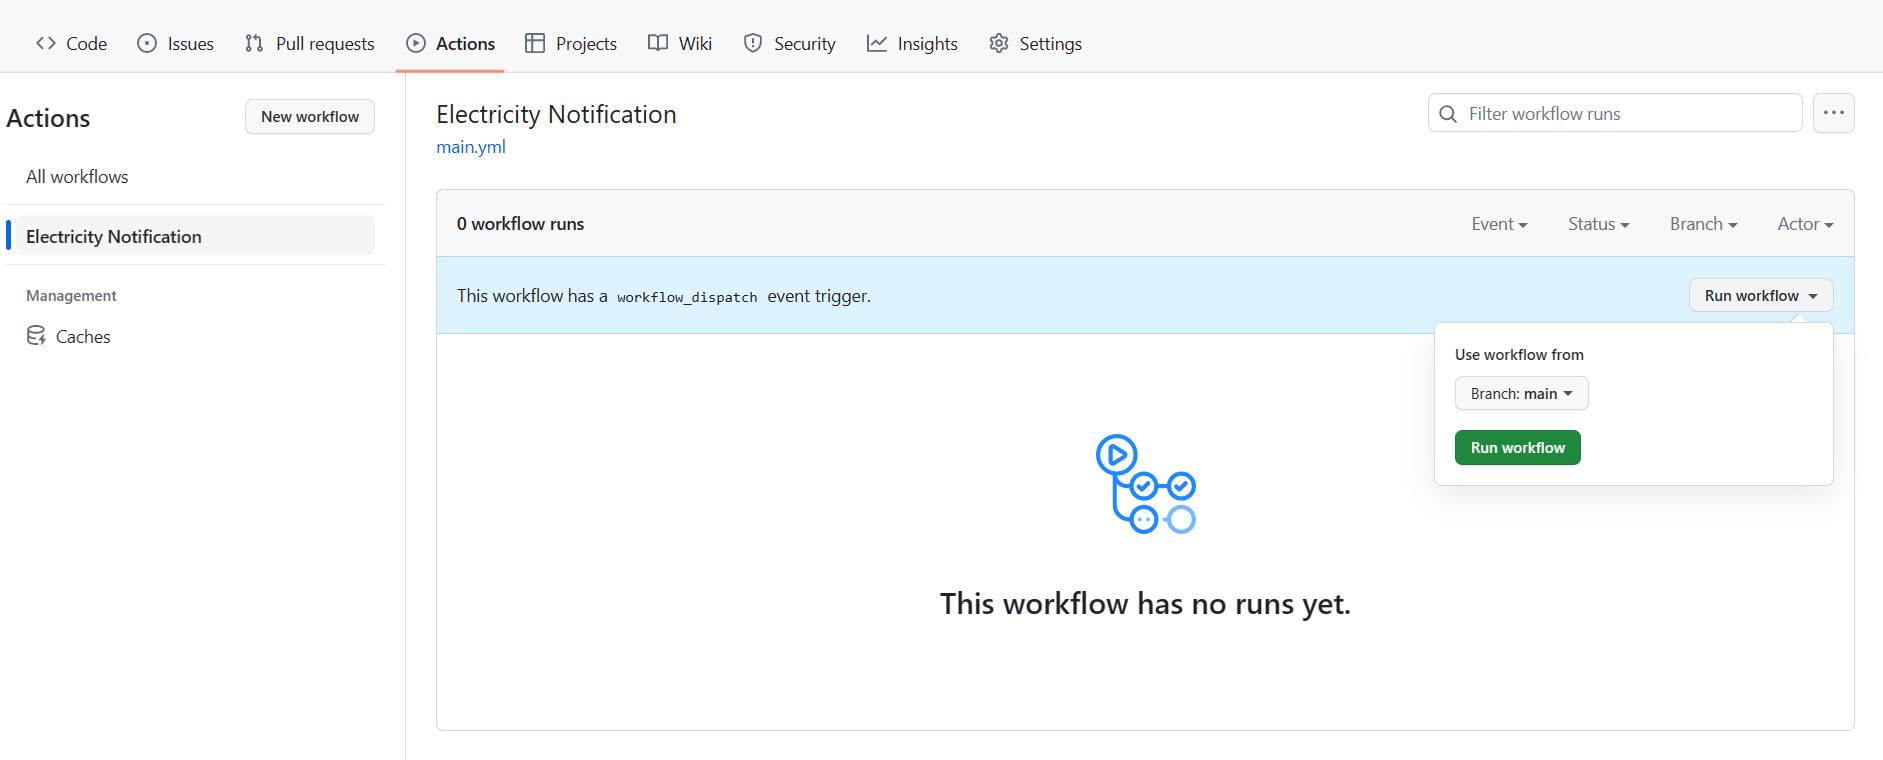 Code Issues Pull requests Actions Projects Wiki Security Insights Settings
Actions
New workflow
All workflows
Electricity Notification
Management
Caches
Electricity Notification
main.yml
Filter workflow runs
0 workflow runs
Event Status Branch Actor
This workflow has a workflow_dispatch event trigger.
Run workflow
Use workflow from
Branch: main
Run workflow
This workflow has no runs yet.